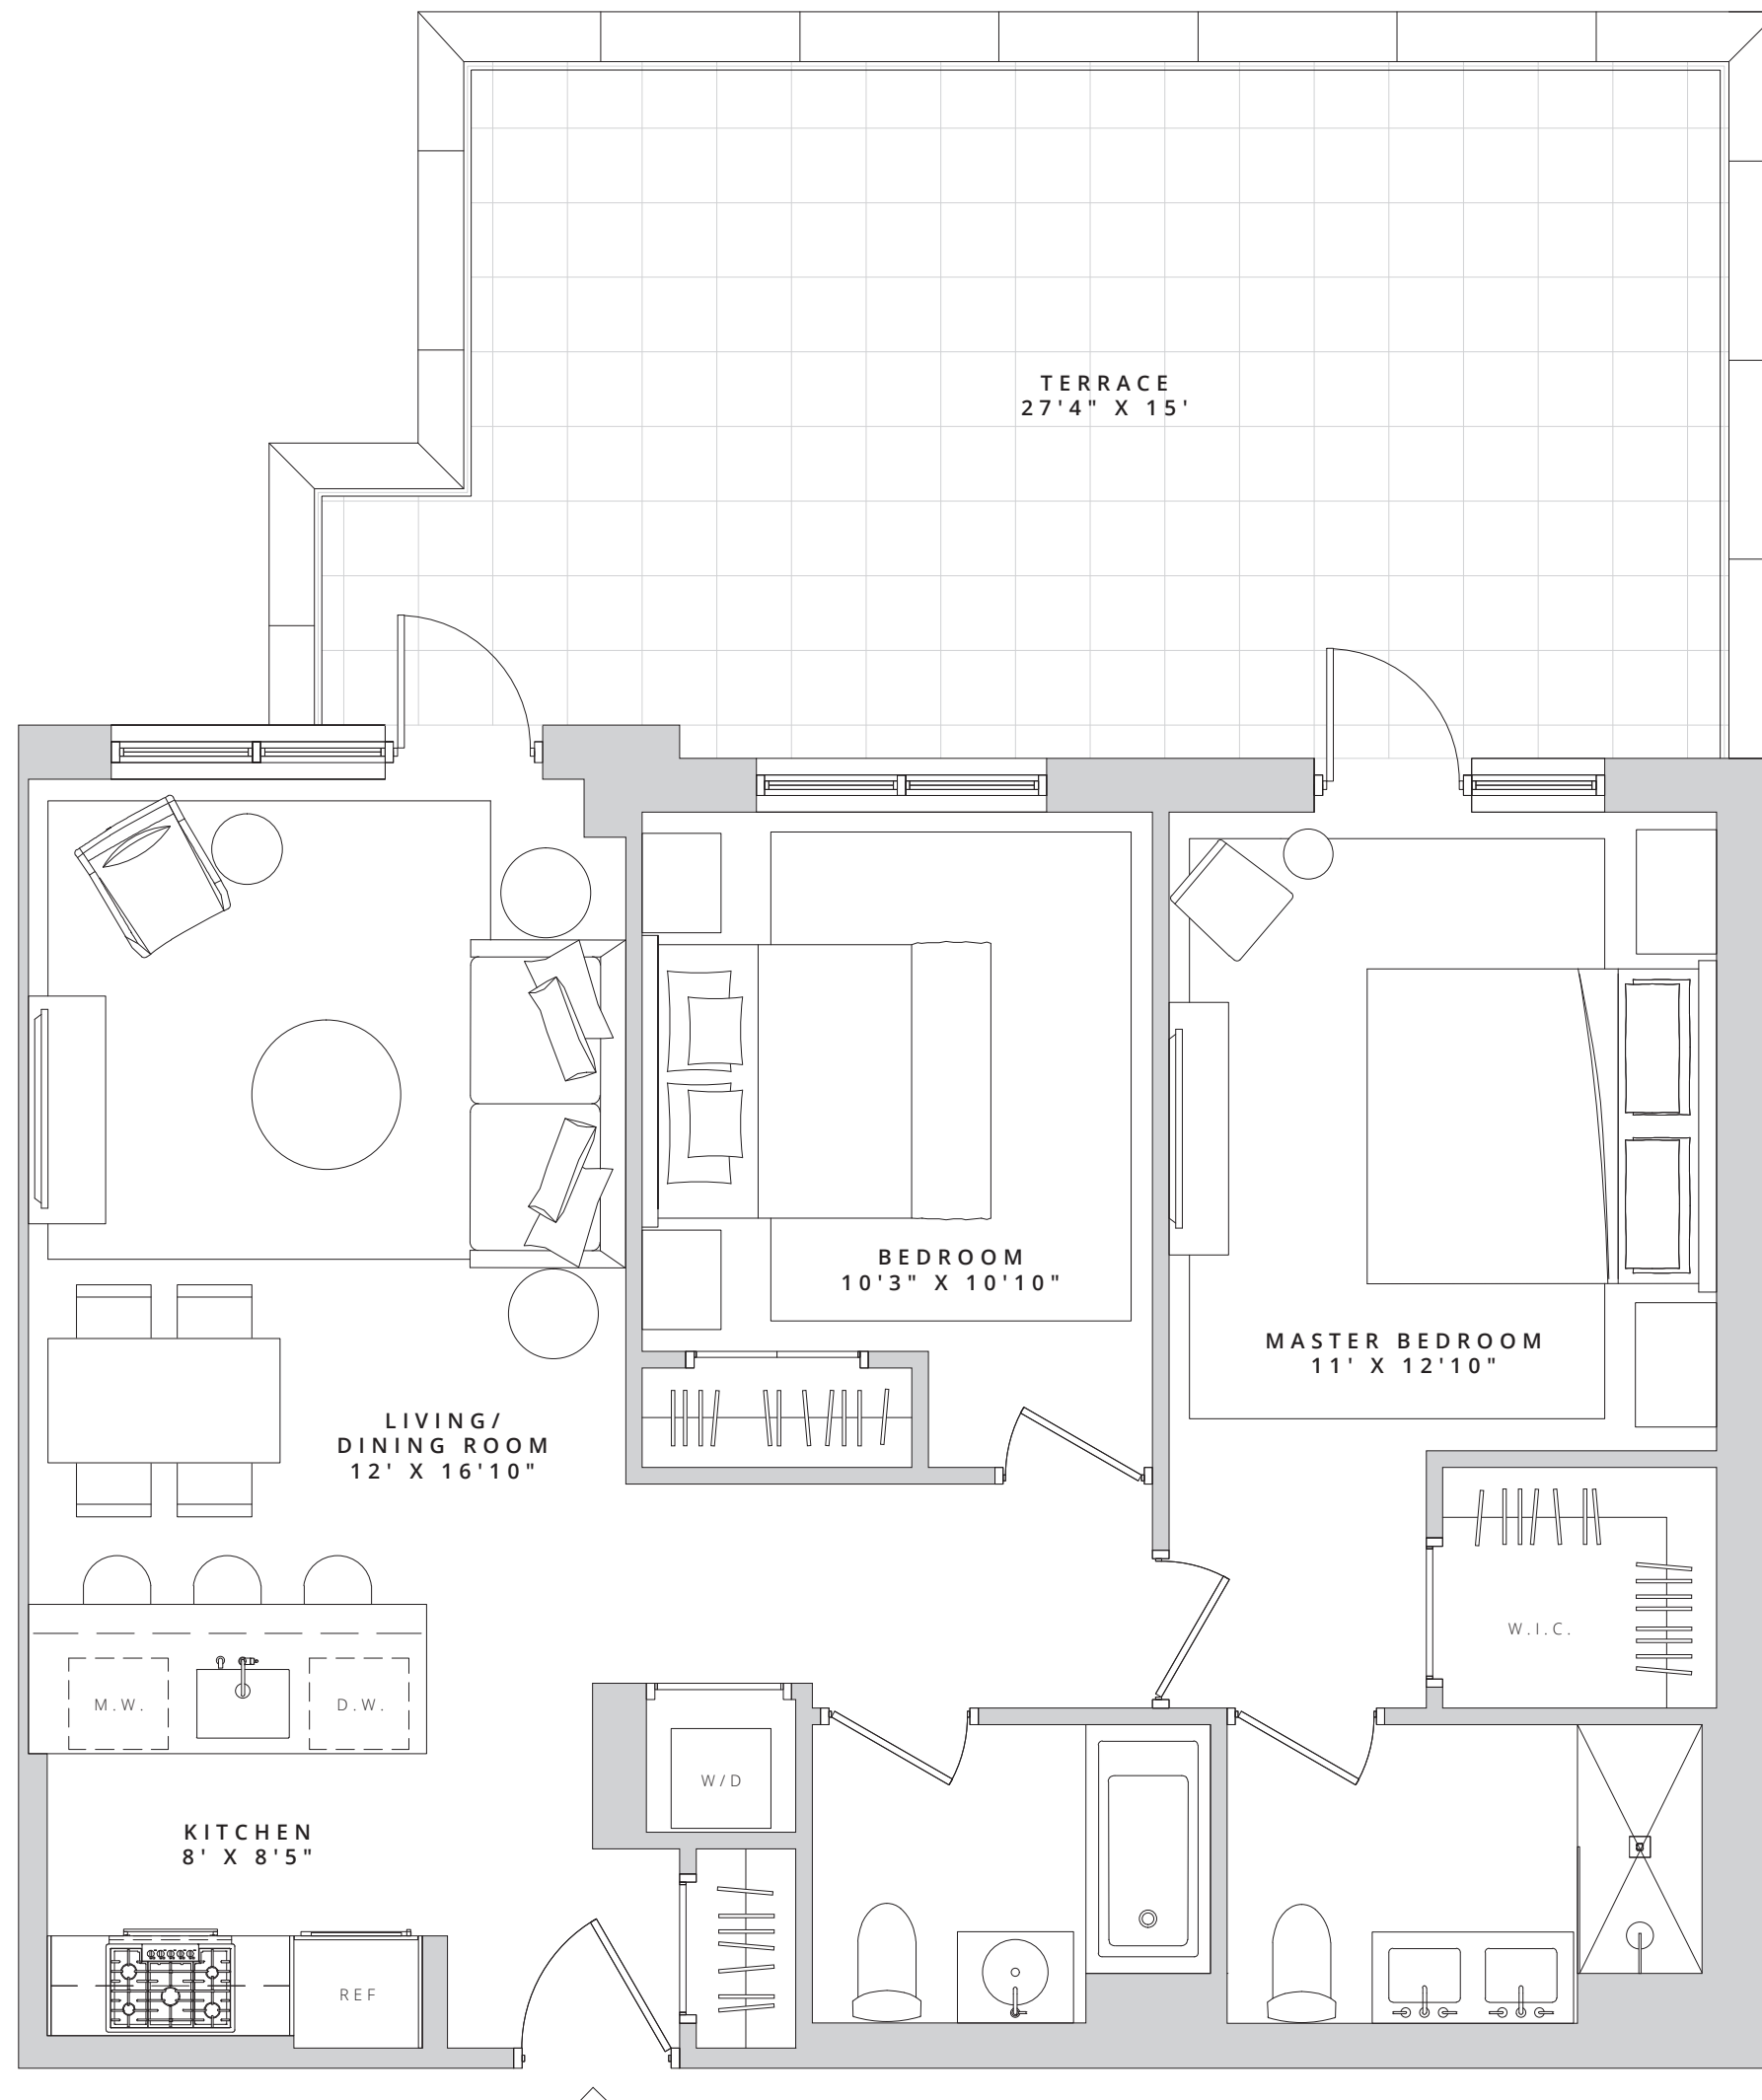 TERRACE
27'4" X 15'
BEDROOM
10'3" X 10'10"
MASTER BEDROOM
11' X 12'10"
LIVING/
DINING ROOM
12' X 16'10"
W.I.C.
M.W.
D.W.
W/D
KITCHEN
8' X 8'5"
REF